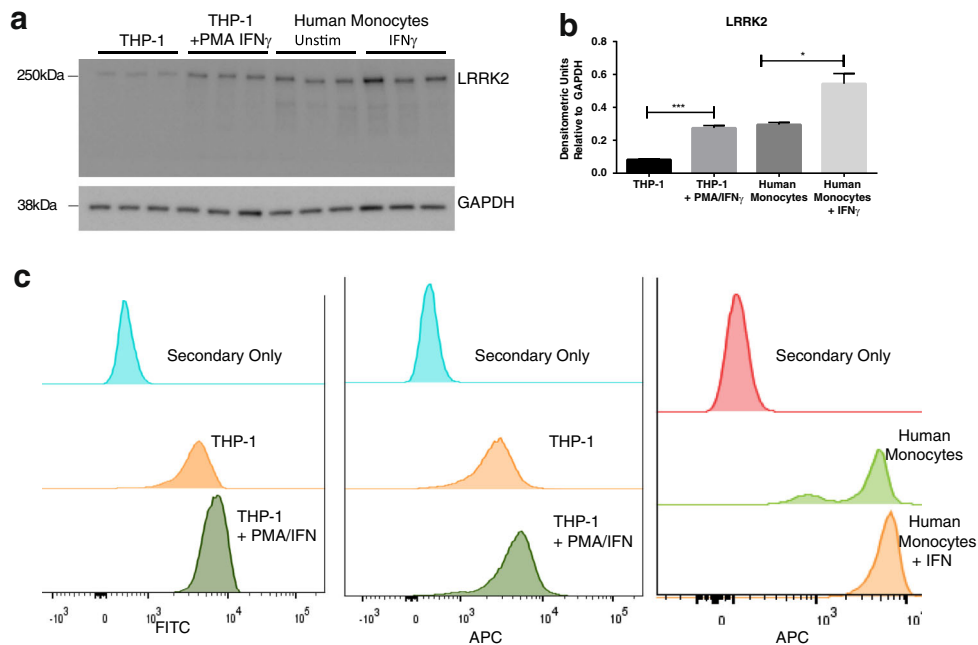 a
THP-1
THP-1
+PMA IFNγ
Human Monocytes
Unstim
IFNγ
250kDa
LRRK2
38kDa
GAPDH
b
LRRK2
Densitometric Units
Relative to GAPDH
0.8
0.6
0.4
0.2
0.0
***
*
THP-1
THP-1
+ PMA/IFNγ
Human
Monocytes
Human
Monocytes
+ IFNγ
c
Secondary Only
THP-1
THP-1
+ PMA/IFN
-10³ 0 10³ 10⁴ 10⁵
FITC
Secondary Only
THP-1
THP-1
+ PMA/IFN
-10³ 0 10³ 10⁴ 10⁵
APC
Secondary Only
Human
Monocytes
Human
Monocytes
+ IFN
0 10³ 10
APC